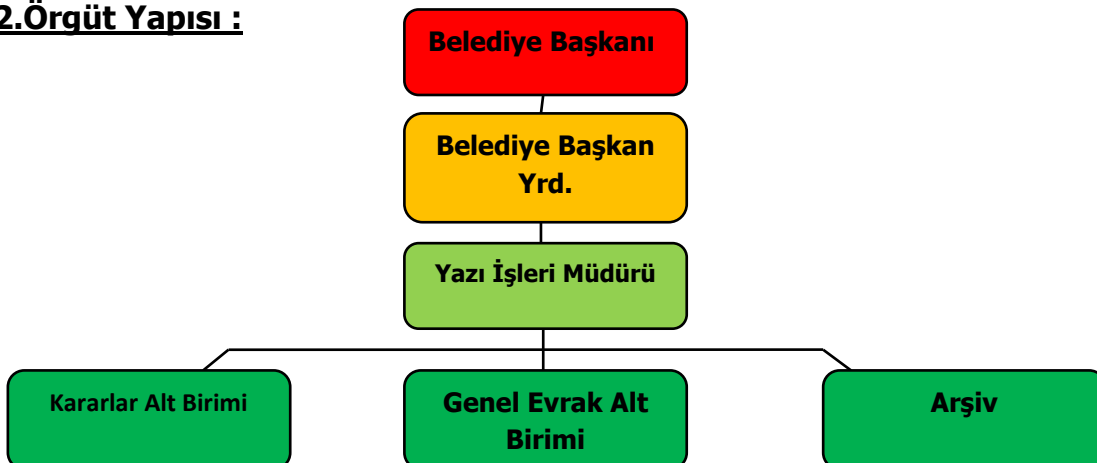 2.Örgüt Yapısı :
Belediye Başkanı
Belediye Başkan
Yrd.
Yazı İşleri Müdürü
Kararlar Alt Birimi
Genel Evrak Alt
Birimi
Arşiv